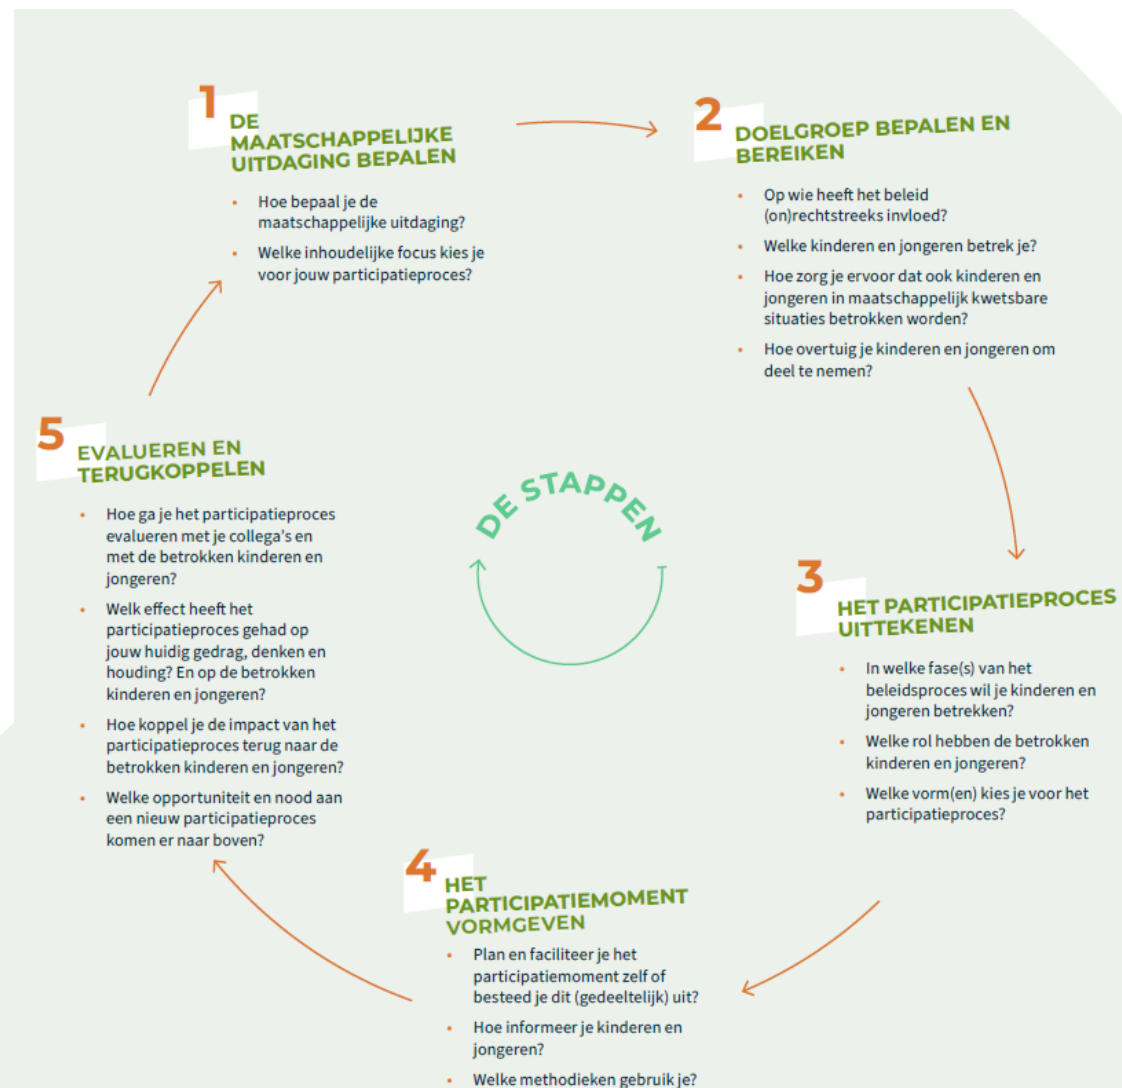 1
DE
MAATSCHAPPELIJKE
UITDAGING BEPALEN
• Hoe bepaal je de
maatschappelijke uitdaging?
• Welke inhoudelijke focus kies je
voor jouw participatieproces?
2
DOELGROEP BEPALEN EN
BEREIKEN
• Op wie heeft het beleid
(on)rechtstreeks invloed?
• Welke kinderen en jongeren betrek je?
• Hoe zorg je ervoor dat ook kinderen en
jongeren in maatschappelijk kwetsbare
situaties betrokken worden?
• Hoe overtuig je kinderen en jongeren om
deel te nemen?
DE STAPPEN
3
HET PARTICIPATIEPROCES
UITTEKENEN
• In welke fase(s) van het
beleidsproces wil je kinderen en
jongeren betrekken?
• Welke rol hebben de betrokken
kinderen en jongeren?
• Welke vorm(en) kies je voor het
participatieproces?
4
HET
PARTICIPATIEMOMENT
VORMGEVEN
• Plan en faciliteer je het
participatiemoment zelf of
besteed je dit (gedeeltelijk) uit?
• Hoe informeer je kinderen en
jongeren?
• Welke methodieken gebruik je?
5
EVALUEREN EN
TERUGKOPPELEN
• Hoe ga je het participatieproces
evalueren met je collega's en
met de betrokken kinderen en
jongeren?
• Welk effect heeft het
participatieproces gehad op
jouw huidig gedrag, denken en
houding? En op de betrokken
kinderen en jongeren?
• Hoe koppel je de impact van het
participatieproces terug naar de
betrokken kinderen en jongeren?
• Welke opportuniteit en nood aan
een nieuw participatieproces
komen er naar boven?